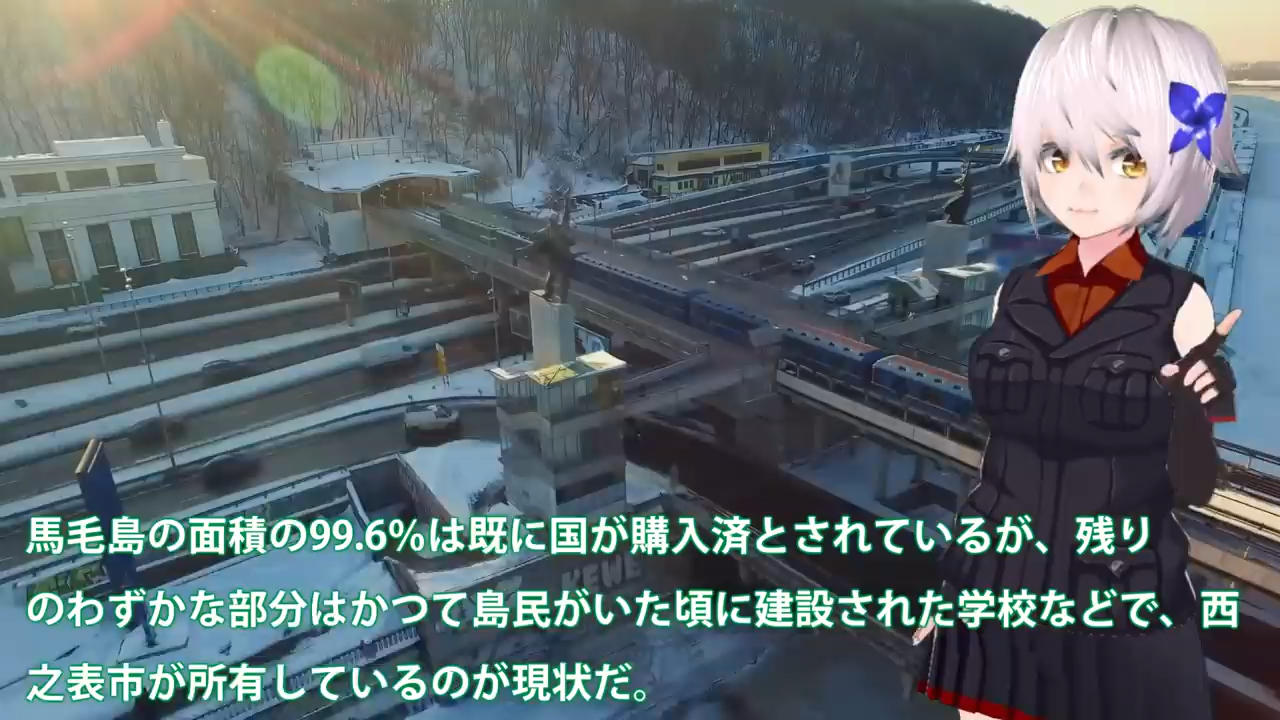 馬毛島の面積の99.6%は既に国が購入済とされているが、残り
のわずかな部分はかつて島民がいた頃に建設された学校などで、西
之表市が所有しているのが現状だ。